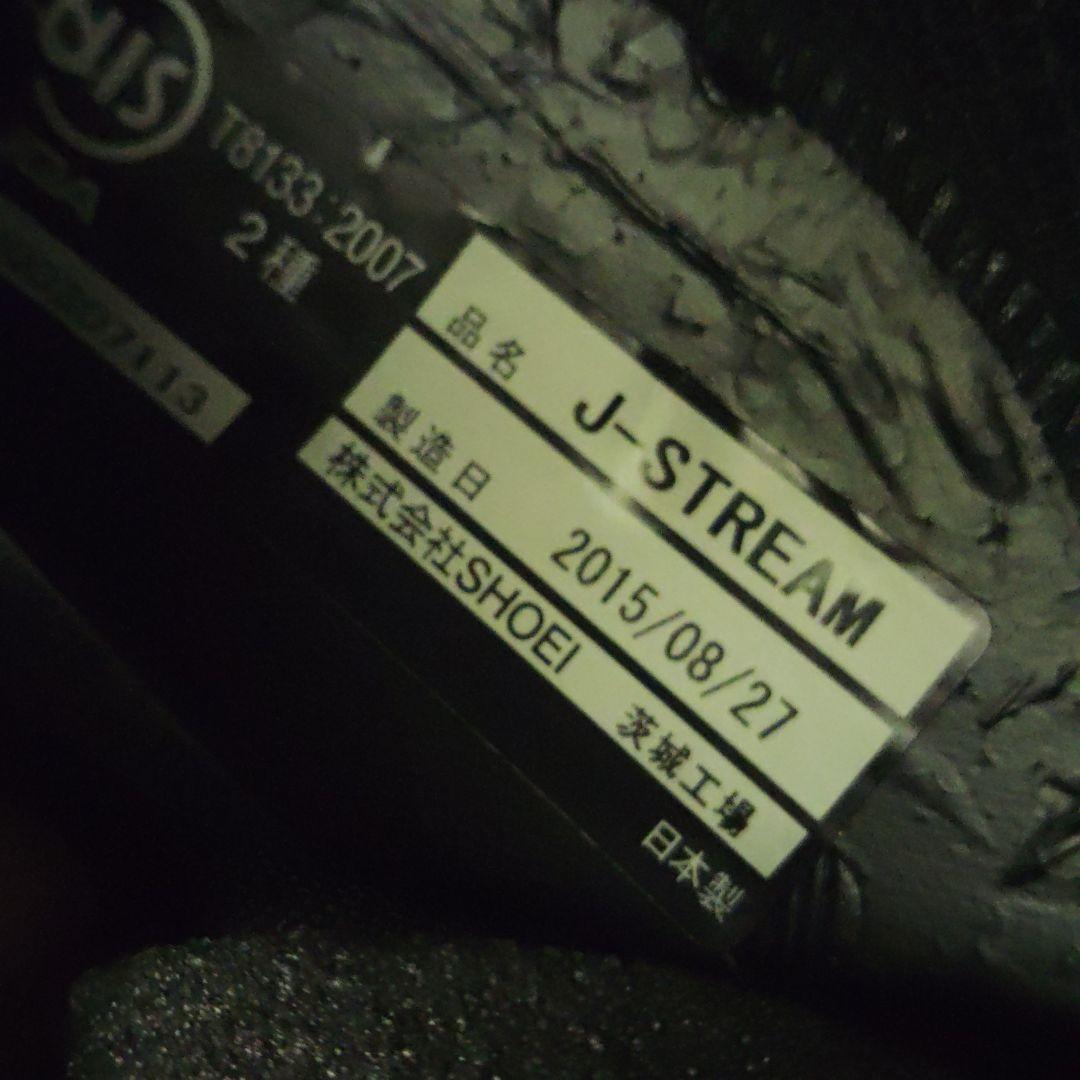 T8133:2007
2種
品名 J-STREAM
製造日 2015/08/27
株式会社SHOEI 茨城工場
日本製